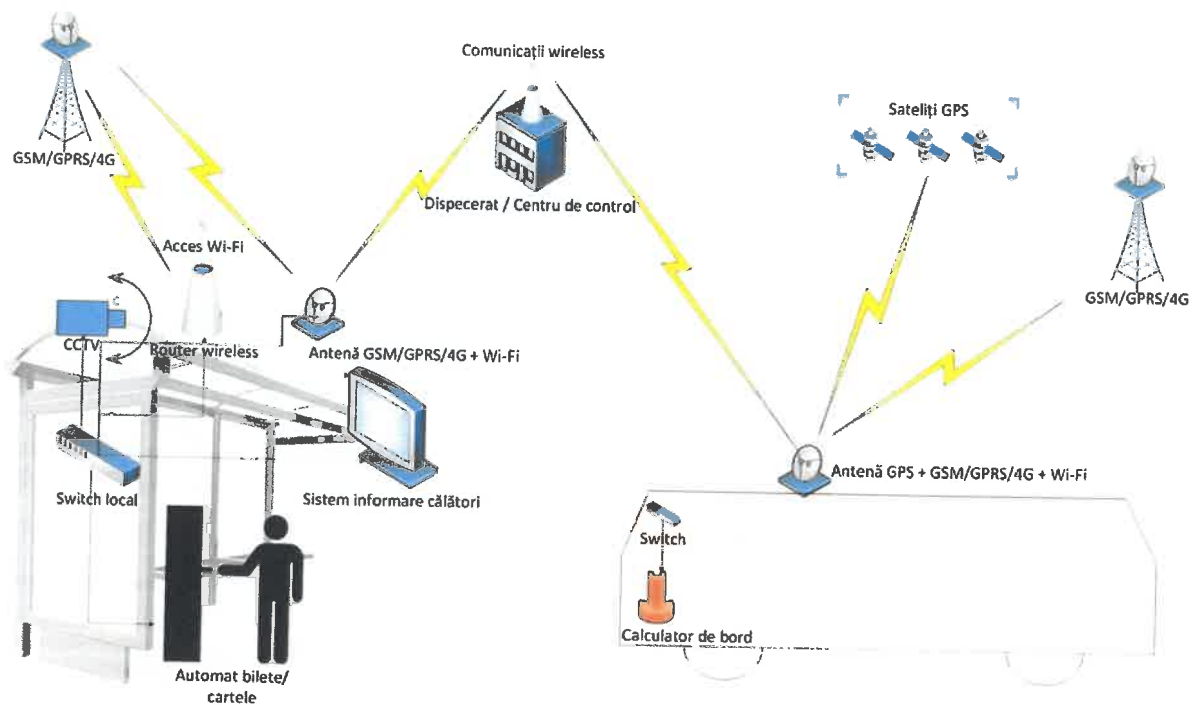 Comunicații wireless
Sateliți GPS
GSM/GPRS/4G
Dispecerat / Centru de control
Acces Wi-Fi
GSM/GPRS/4G
C
CCTV
Router wireless
Antenă GSM/GPRS/4G + Wi-Fi
Antenă GPS + GSM/GPRS/4G + Wi-Fi
Switch local
Sistem informare călători
Switch
Calculator de bord
Automat bilete/
cartele